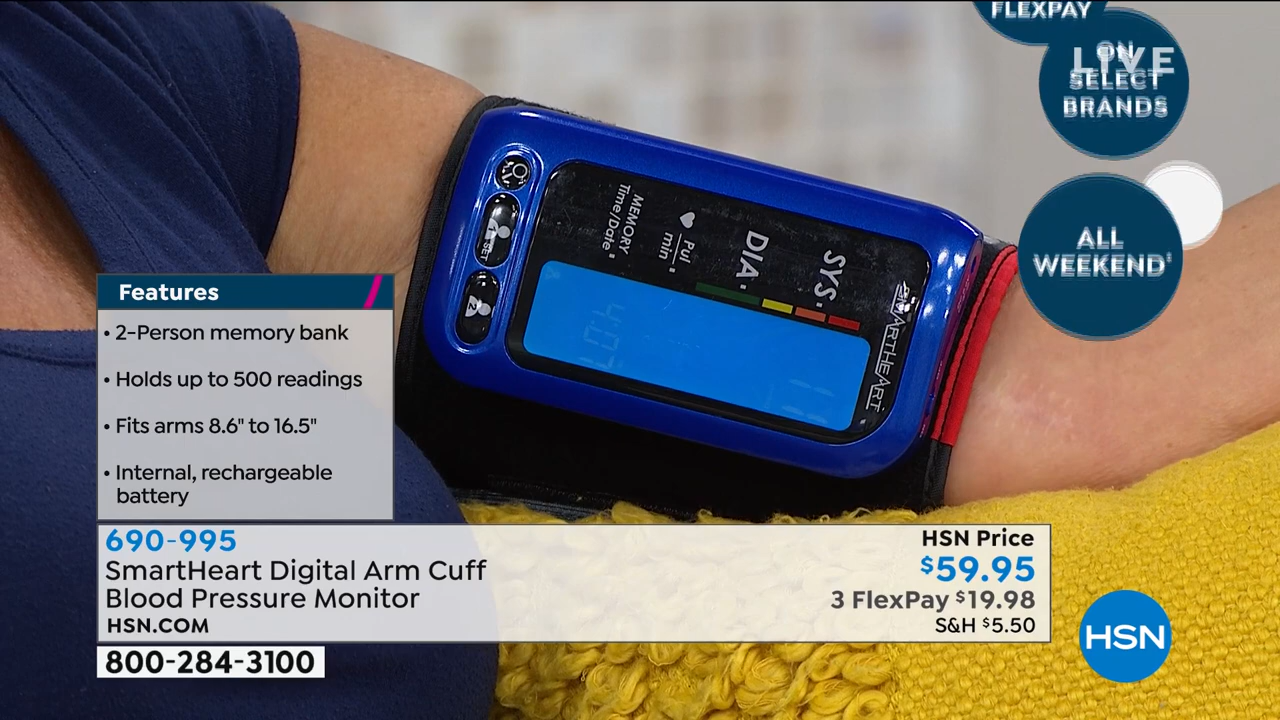 FLEXPAY
LIVE
ON
SELECT
BRANDS
ALL
WEEKEND‡
SMARTHEART
SYS.
DIA.
Pul
min
MEMORY
Time/Date
SET
2
Features
• 2-Person memory bank
• Holds up to 500 readings
• Fits arms 8.6" to 16.5"
• Internal, rechargeable
battery
690-995
SmartHeart Digital Arm Cuff
Blood Pressure Monitor
HSN.COM
HSN Price
$59.95
3 FlexPay $19.98
S&H $5.50
800-284-3100
HSN